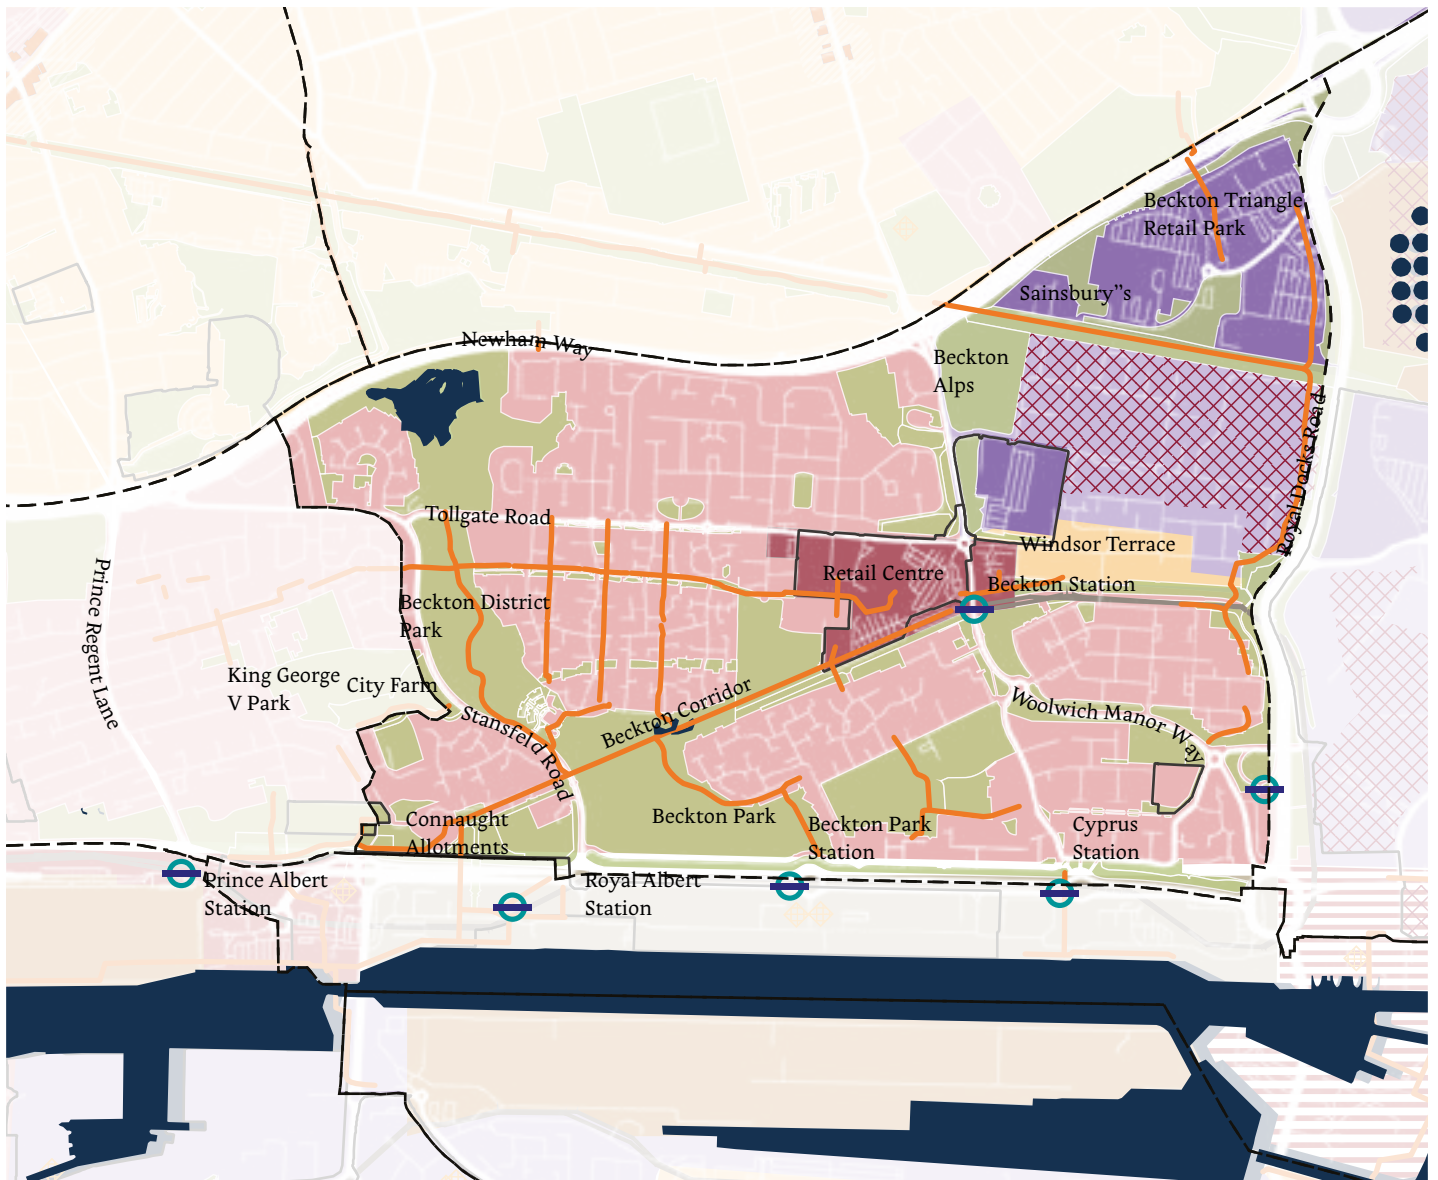 Beckton Triangle
Retail Park
Sainsbury"s
Newham Way
Beckton
Alps
Royal Docks Road
Tollgate Road
Windsor Terrace
Retail Centre
Beckton Station
Prince Regent Lane
Beckton District
Park
King George
V Park
City Farm
Stansfeld Road
Beckton Corridor
Woolwich Manor Way
Connaught
Allotments
Beckton Park
Beckton Park
Station
Cyprus
Station
Prince Albert
Station
Royal Albert
Station